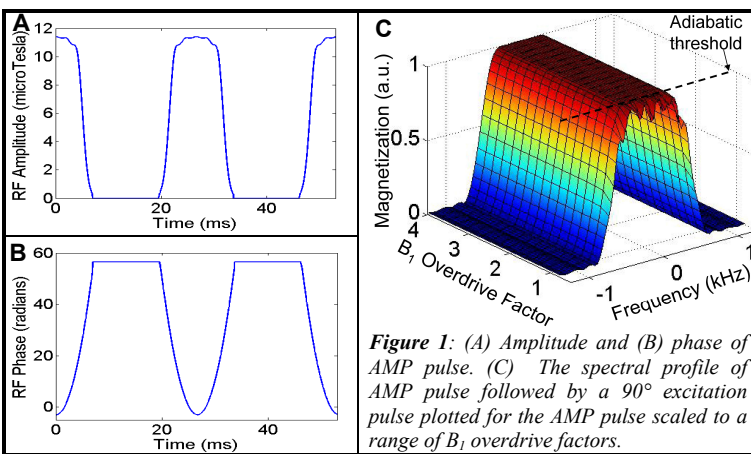 A
12
10
8
6
4
2
0
RF Amplitude (microTesla)
0 20 40
Time (ms)
B
60
40
20
0
RF Phase (radians)
0 20 40
Time (ms)
C
Adiabatic
threshold
1
0.5
0
Magnetization (a.u.)
4 3 2 1
B1 Overdrive Factor
-1 0 1
Frequency (kHz)
Figure 1: (A) Amplitude and (B) phase of
AMP pulse. (C) The spectral profile of
AMP pulse followed by a 90° excitation
pulse plotted for the AMP pulse scaled to a
range of B1 overdrive factors.